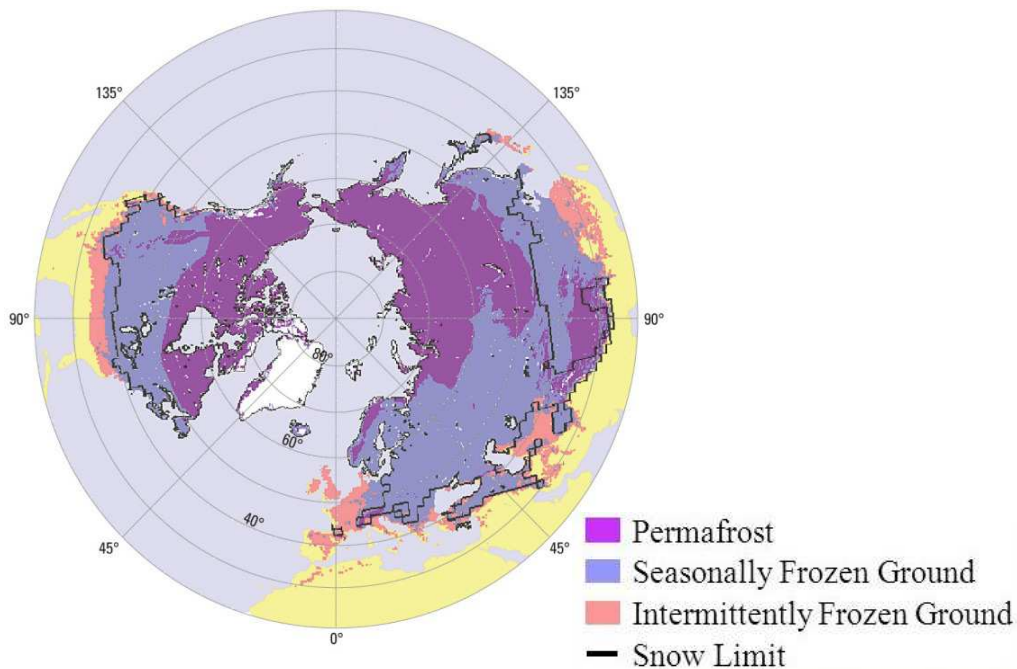 135°
135°
90°
90°
80°
60°
40°
45°
45°
0°
Permafrost
Seasonally Frozen Ground
Intermittently Frozen Ground
Snow Limit